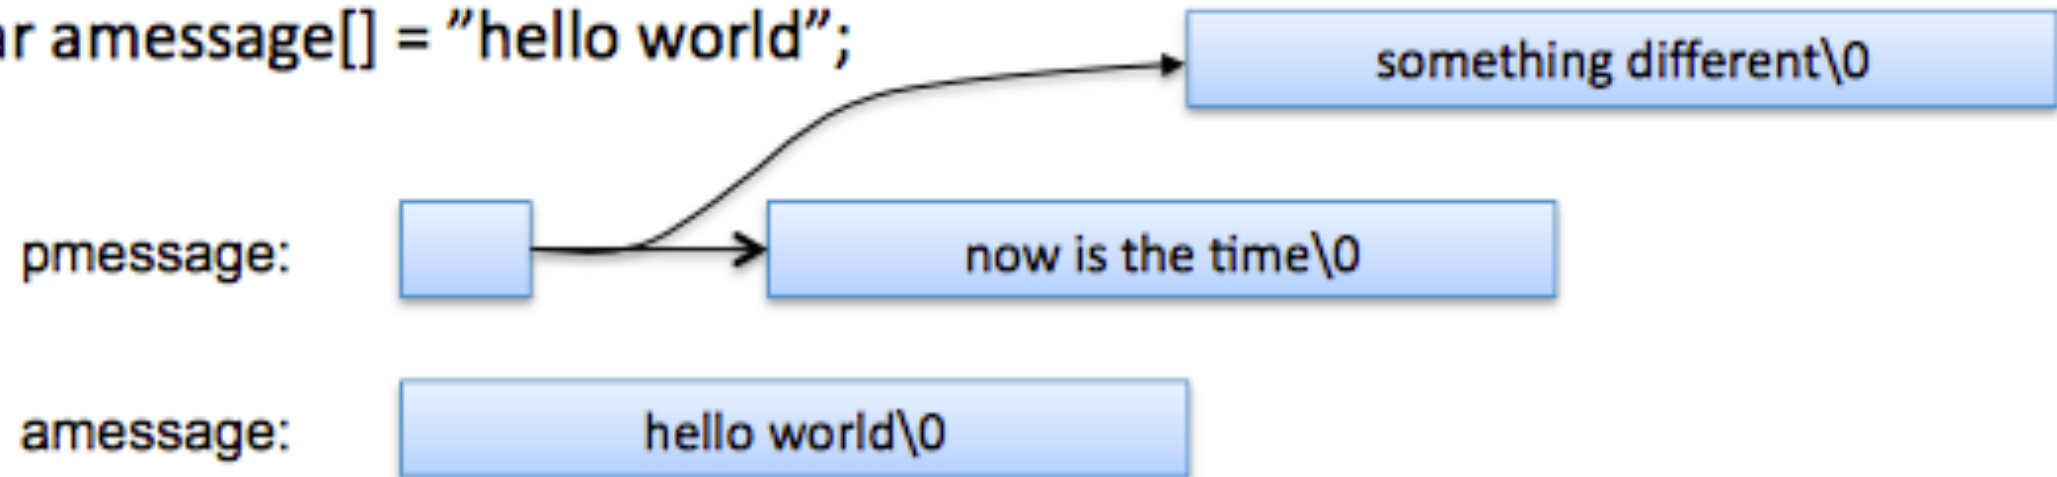 ar amessage[] = ”hello world”;
something different\0
pmessage:
now is the time\0
amessage:
hello world\0